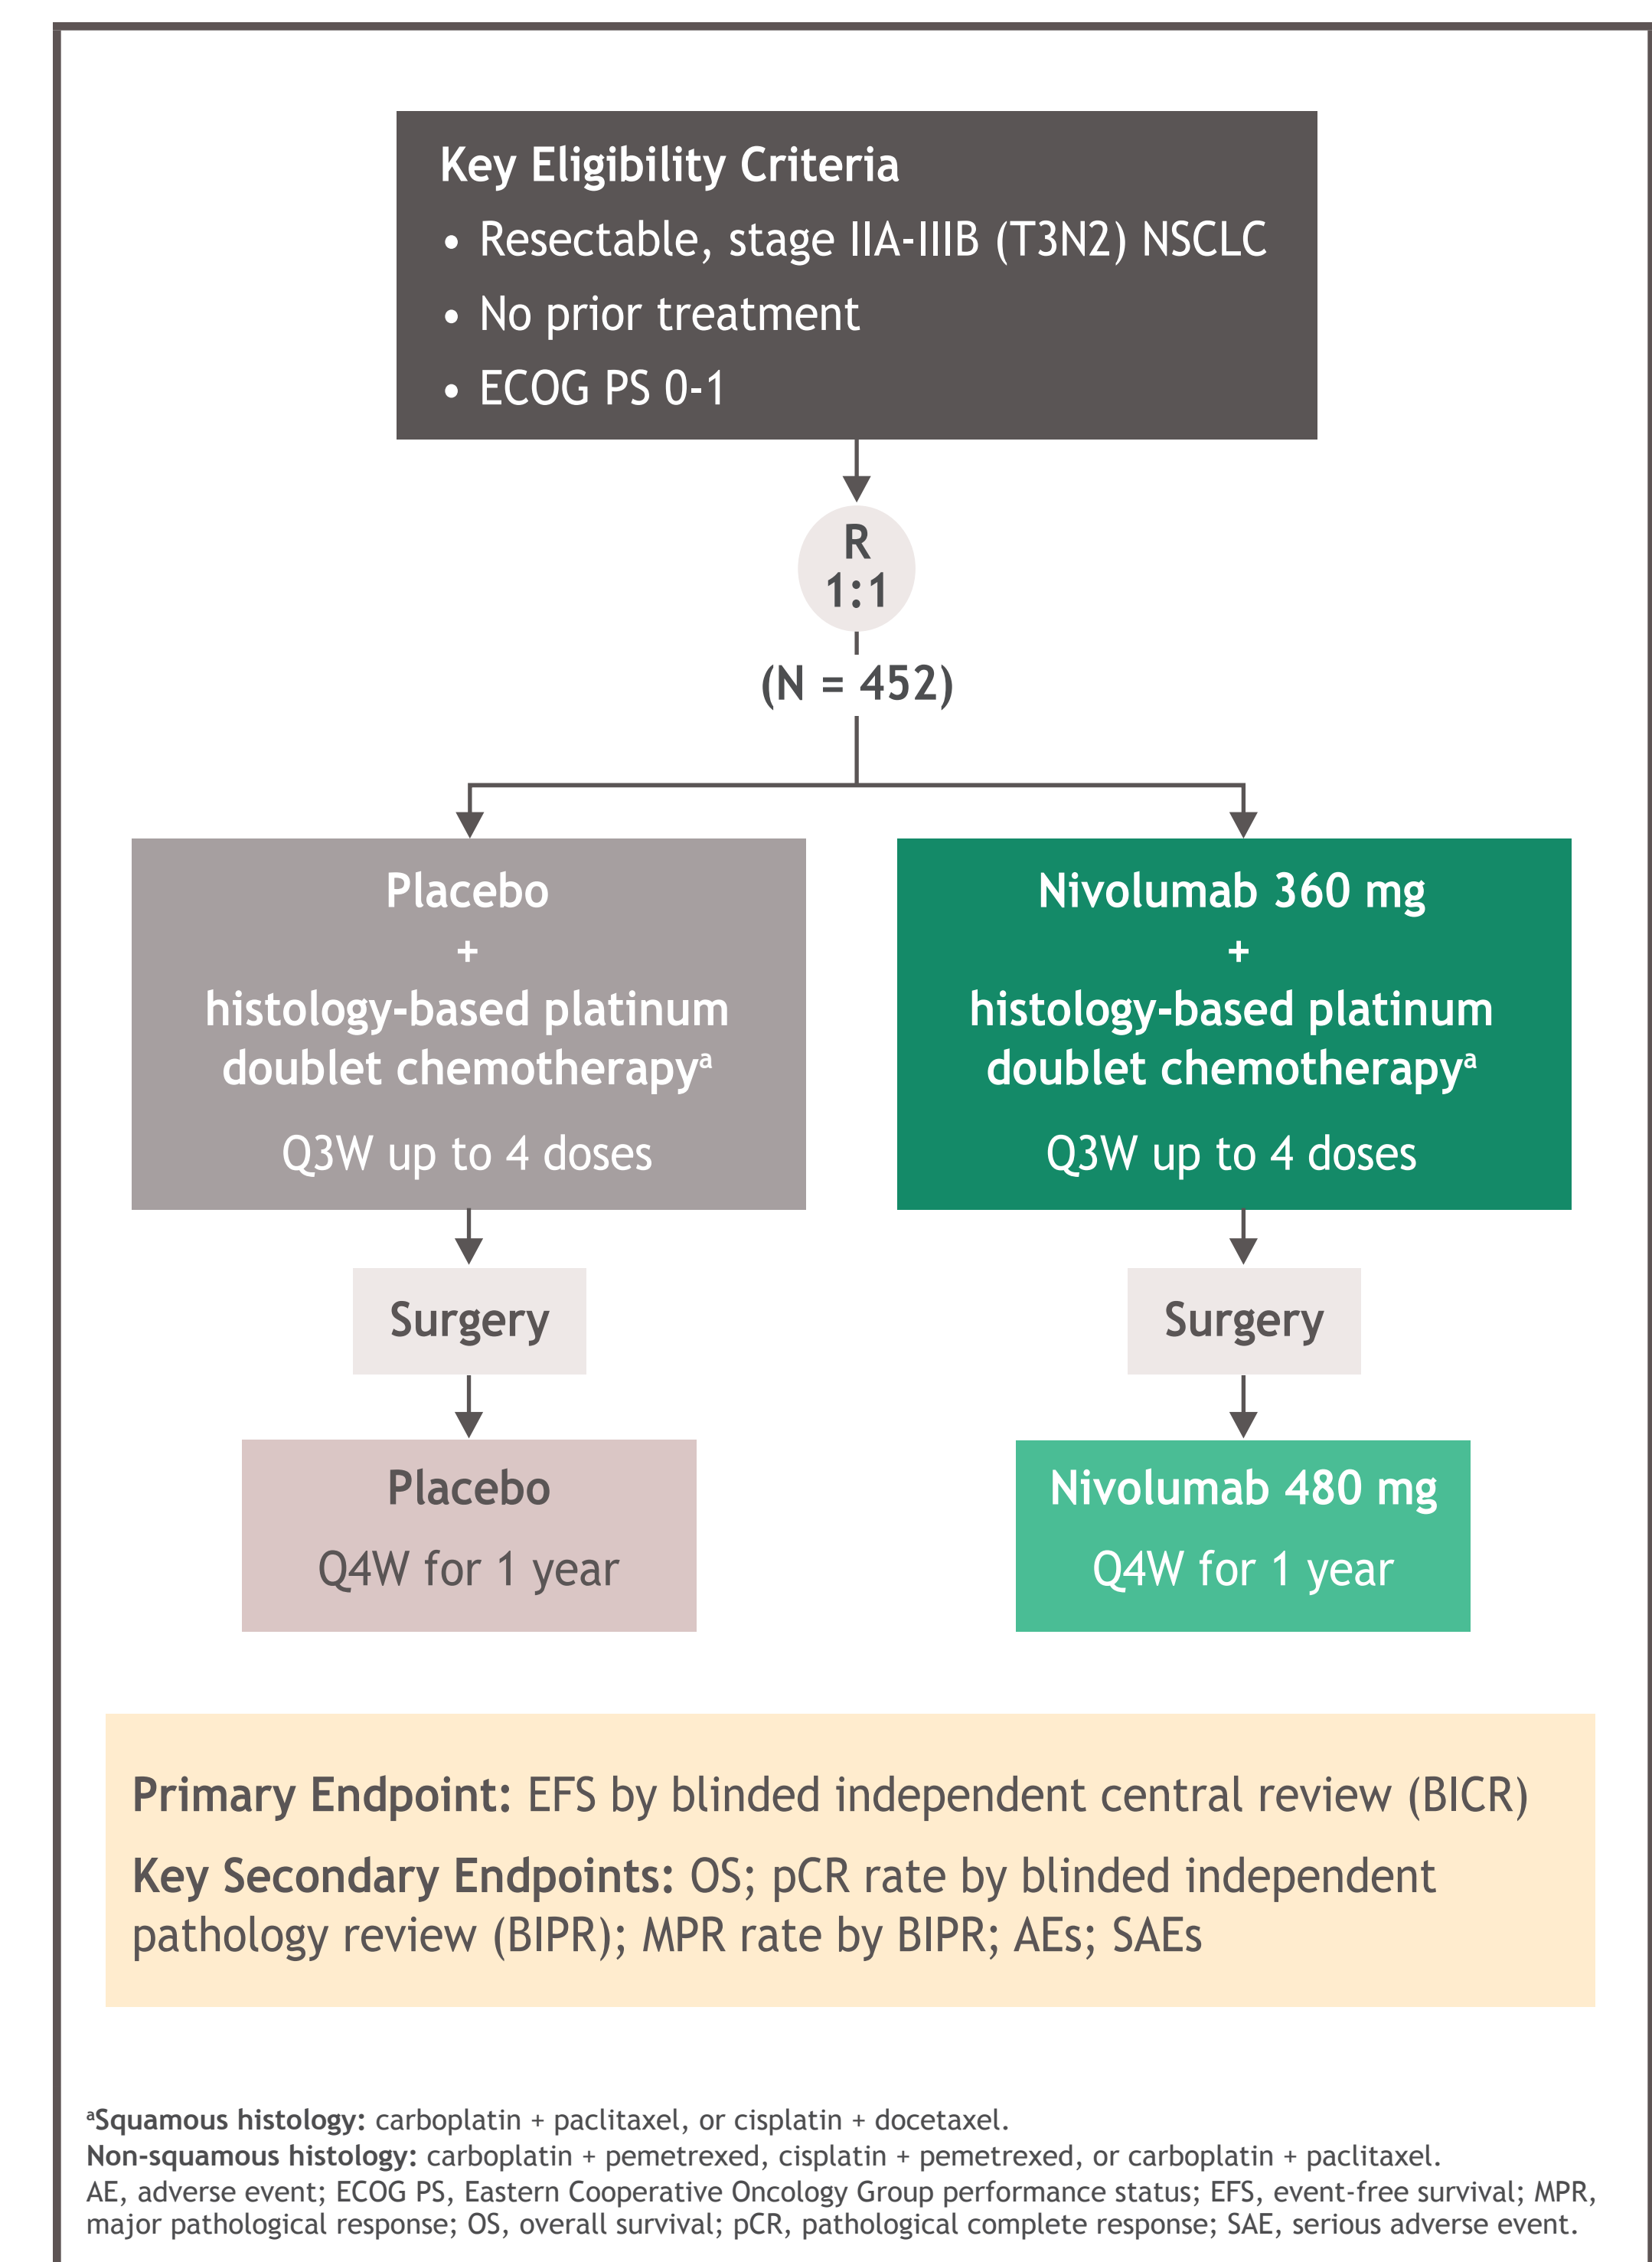 Key Eligibility Criteria
• Resectable, stage IIA-IIIB (T3N2) NSCLC
• No prior treatment
• ECOG PS 0-1
R
1:1
(N = 452)
Placebo
+
histology-based platinum
doublet chemotherapyᵃ
Q3W up to 4 doses
Nivolumab 360 mg
+
histology-based platinum
doublet chemotherapyᵃ
Q3W up to 4 doses
Surgery
Surgery
Placebo
Q4W for 1 year
Nivolumab 480 mg
Q4W for 1 year
Primary Endpoint: EFS by blinded independent central review (BICR)
Key Secondary Endpoints: OS; pCR rate by blinded independent
pathology review (BIPR); MPR rate by BIPR; AEs; SAEs
ᵃSquamous histology: carboplatin + paclitaxel, or cisplatin + docetaxel.
Non-squamous histology: carboplatin + pemetrexed, cisplatin + pemetrexed, or carboplatin + paclitaxel.
AE, adverse event; ECOG PS, Eastern Cooperative Oncology Group performance status; EFS, event-free survival; MPR,
major pathological response; OS, overall survival; pCR, pathological complete response; SAE, serious adverse event.